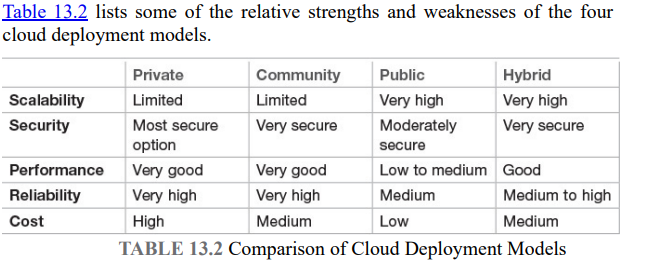 Table 13.2 lists some of the relative strengths and weaknesses of the four
cloud deployment models.
Private Community Public Hybrid
Scalability Limited Limited Very high Very high
Security Most secure option Very secure Moderately secure Very secure
Performance Very good Very good Low to medium Good
Reliability Very high Very high Medium Medium to high
Cost High Medium Low Medium
TABLE 13.2 Comparison of Cloud Deployment Models